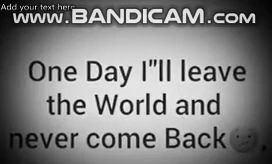 Add your text here
www.BANDICAM.com
One Day I"ll leave
the World and
never come Back